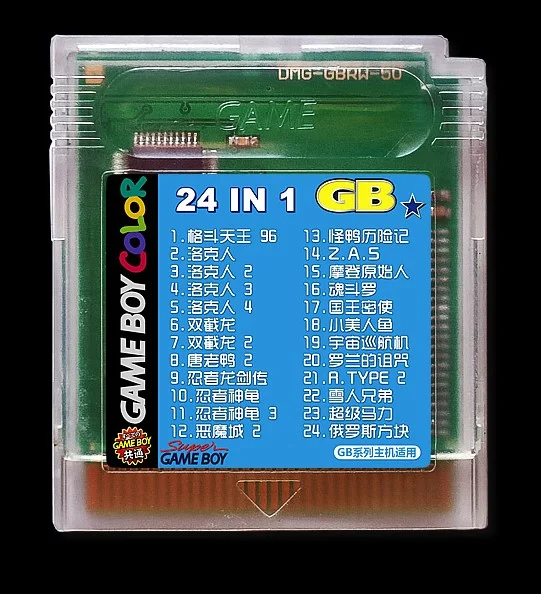 DMG-GBRW-50
GAME
GAME BOY COLOR
24 IN 1 GB
1.格斗天王 96
2.洛克人
3.洛克人 2
4.洛克人 3
5.洛克人 4
6.双截龙
7.双截龙 2
8.唐老鸭 2
9.忍者龙剑传
10.忍者神龟
11.忍者神龟 3
12.恶魔城 2
13.怪鸭历险记
14.Z.A.S
15.摩登原始人
16.魂斗罗
17.国王密使
18.小美人鱼
19.宇宙巡航机
20.罗兰的诅咒
21.R.TYPE 2
22.雪人兄弟
23.超级马力
24.俄罗斯方块
GAME BOY
共通
Super
GAME BOY
GB系列主机适用